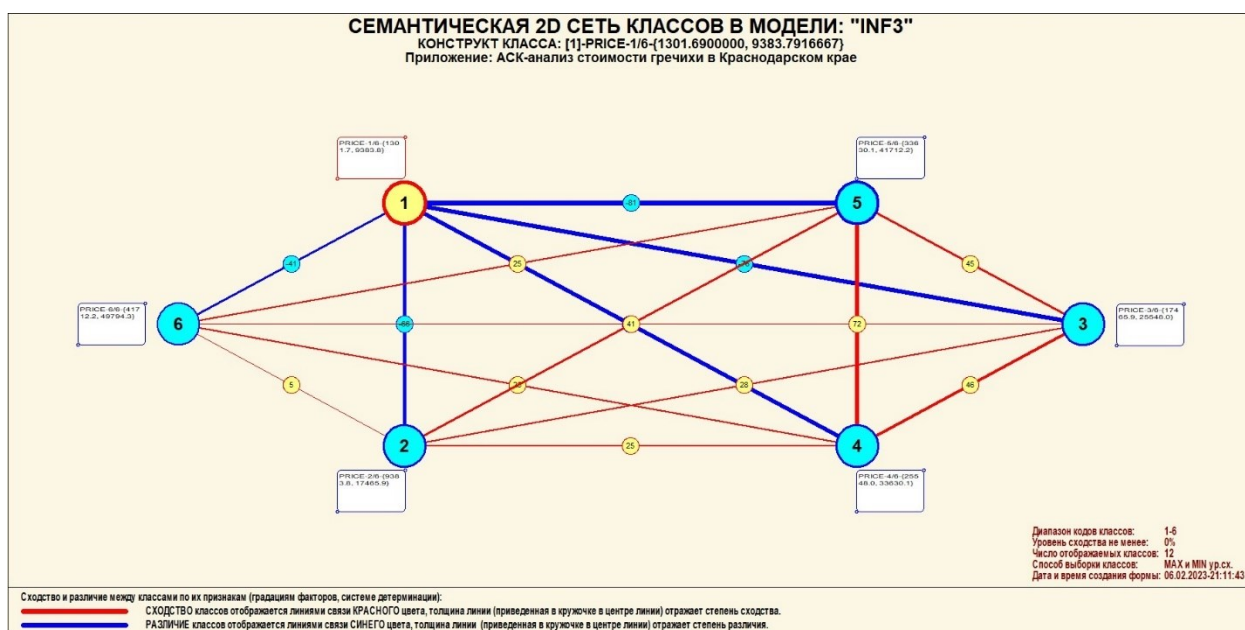 СЕМАНТИЧЕСКАЯ 2D СЕТЬ КЛАССОВ В МОДЕЛИ: "INF3"
КОНСТРУКТ КЛАССА: [1]-PRICE-1/6-{1301.6900000, 9383.7916667}
Приложение: АСК-анализ стоимости гречихи в Краснодарском крае
PRICE-1/6-{130
1.7, 9383.8}
PRICE-5/6-{336
30.1, 41712.2}
1
-81
5
-41
25
45
PRICE-6/6-{417
12.2, 49794.3}
6
41
72
3
PRICE-3/6-{174
65.9, 25548.0}
5
28
46
2
25
4
PRICE-2/6-{938
3.8, 17465.9}
PRICE-4/6-{255
48.0, 33630.1}
Диапазон кодов классов: 1-6
Уровень сходства не менее: 0%
Число отображаемых классов: 12
Способ выборки классов: MAX и MIN ур.сх.
Дата и время создания формы: 06.02.2023-21:11:43
Сходство и различие между классами по их признакам (градациям факторов, системе детерминации):
СХОДСТВО классов отображается линиями связи КРАСНОГО цвета, толщина линии (приведенная в кружочке в центре линии) отражает степень сходства.
РАЗЛИЧИЕ классов отображается линиями связи СИНЕГО цвета, толщина линии (приведенная в кружочке в центре линии) отражает степень различия.